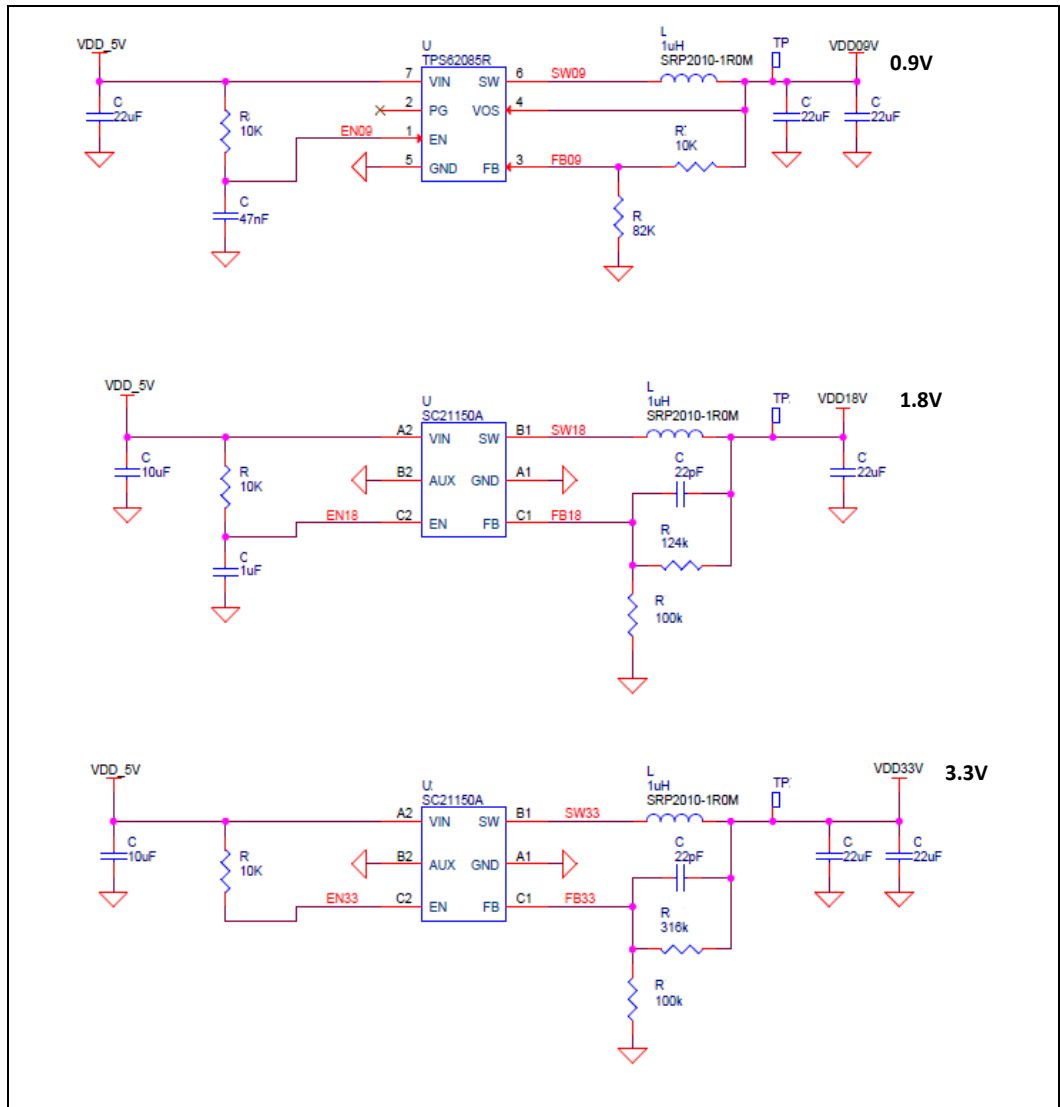 VDD_5V
C
22uF
R
10K
C
47nF
EN09
U
TPS62085R
7
VIN
2
PG
1
EN
5
GND
SW
6
VOS
4
FB
3
SW09
FB09
L
1uH
SRP2010-1R0M
R
10K
R
82K
TP
C
22uF
VDD09V
C
22uF
0.9V
VDD_5V
C
10uF
R
10K
C
1uF
EN18
U
SC21150A
A2
VIN
B2
AUX
C2
EN
SW
B1
GND
A1
FB
C1
SW18
FB18
L
1uH
SRP2010-1R0M
C
22pF
R
124k
R
100k
TP
VDD18V
C
22uF
1.8V
VDD_5V
C
10uF
R
10K
EN33
U
SC21150A
A2
VIN
B2
AUX
C2
EN
SW
B1
GND
A1
FB
C1
SW33
FB33
L
1uH
SRP2010-1R0M
C
22pF
R
316k
R
100k
TP
C
22uF
VDD33V
C
22uF
3.3V